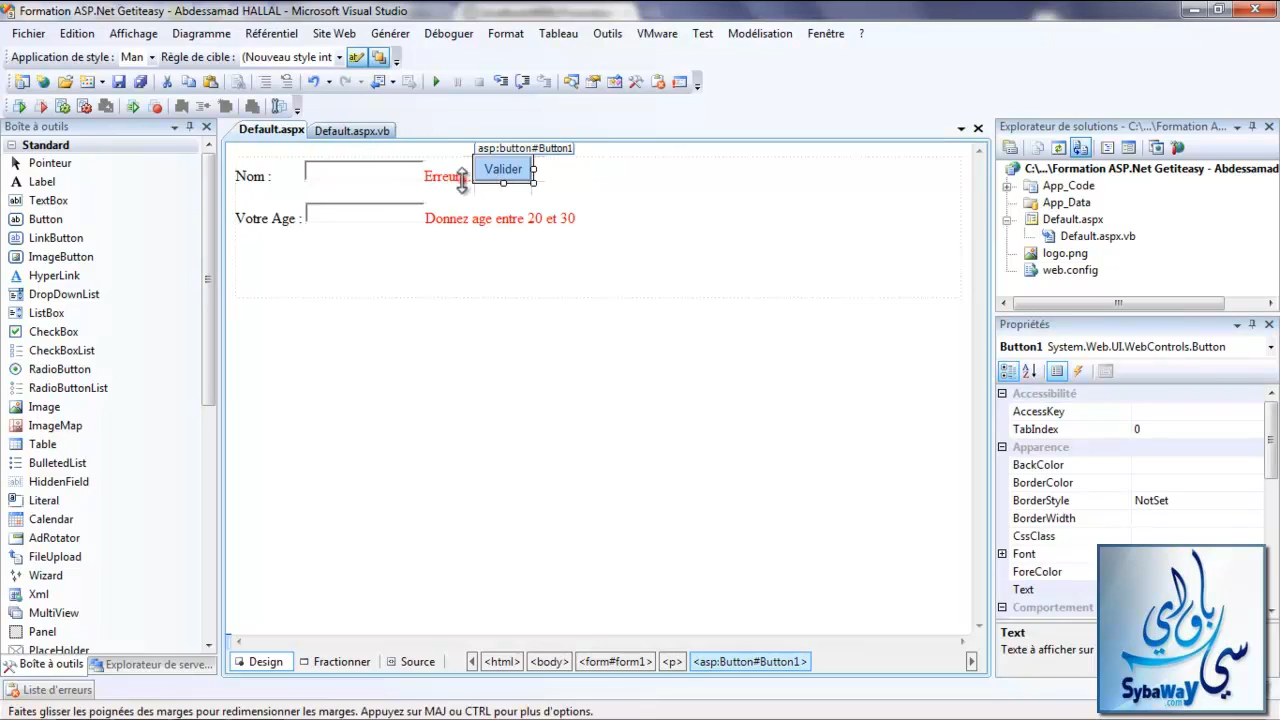 Formation ASP.Net Getiteasy - Abdessamad HALLAL - Microsoft Visual Studio
Fichier Edition Affichage Diagramme Référentiel Site Web Générer Déboguer Format Tableau Outils VMware Test Modélisation Fenêtre ?
Application de style : Man Règle de cible : (Nouveau style int
Boîte à outils
Standard
Pointeur
Label
TextBox
Button
LinkButton
ImageButton
HyperLink
DropDownList
ListBox
CheckBox
CheckBoxList
RadioButton
RadioButtonList
Image
ImageMap
Table
BulletedList
HiddenField
Literal
Calendar
AdRotator
FileUpload
Wizard
Xml
MultiView
Panel
PlaceHolder
Boîte à outils Explorateur de serve...
Default.aspx Default.aspx.vb
asp:button#Button1
Nom : Valider
Votre Age : Donnez age entre 20 et 30
Design Fractionner Source <html> <body> <form#form1> <p> <asp:Button#Button1>
Explorateur de solutions - C:\...\Formation A...
C:\...\Formation ASP.Net Getiteasy - Abdessamad
App_Code
App_Data
Default.aspx
Default.aspx.vb
logo.png
web.config
Propriétés
Button1 System.Web.UI.WebControls.Button
Accessibilité
AccessKey
TabIndex 0
Apparence
BackColor
BorderColor
BorderStyle NotSet
BorderWidth
CssClass
Font
ForeColor
Text
Comportement
Text
Texte à afficher sur
سي باواي
SybaWay
.com
Liste d'erreurs
Faites glisser les poignées des marges pour redimensionner les marges. Appuyez sur MAJ ou CTRL pour plus d'options.